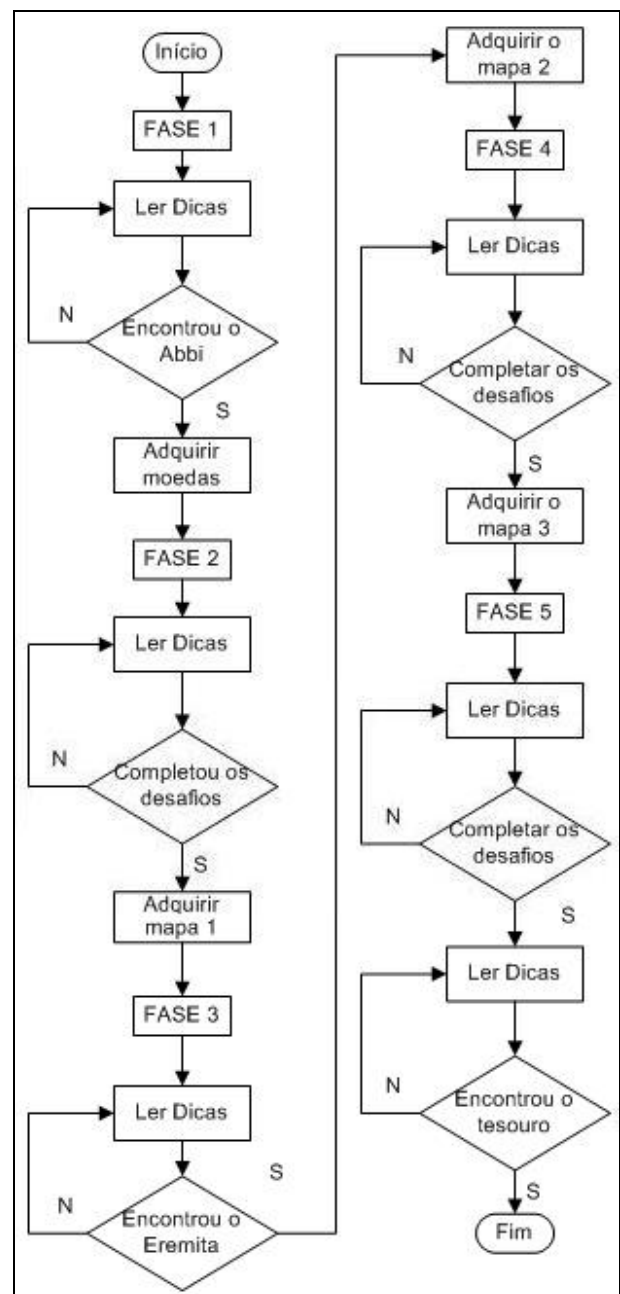 Início
FASE 1
Ler Dicas
N
Encontrou o
Abbi
S
Adquirir
moedas
FASE 2
Ler Dicas
N
Completou os
desafios
S
Adquirir
mapa 1
FASE 3
Ler Dicas
S
N
Encontrou o
Eremita
Adquirir o
mapa 2
FASE 4
Ler Dicas
N
Completar os
desafios
S
Adquirir o
mapa 3
FASE 5
Ler Dicas
N
Completar os
desafios
S
Ler Dicas
N
Encontrou o
tesouro
S
Fim